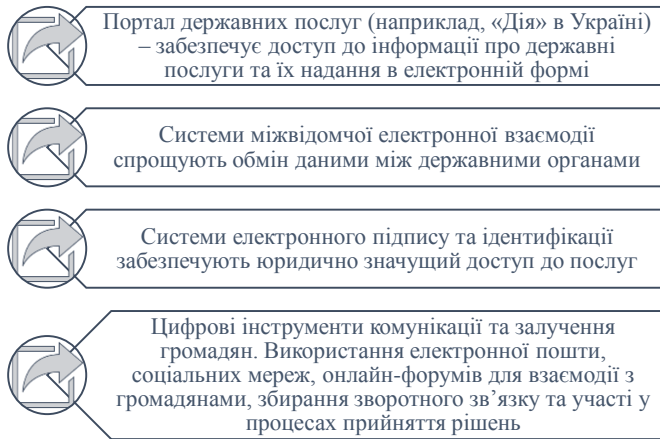 Портал державних послуг (наприклад, «Дія» в Україні)
– забезпечує доступ до інформації про державні
послуги та їх надання в електронній формі
Системи міжвідомчої електронної взаємодії
спрощують обмін даними між державними органами
Системи електронного підпису та ідентифікації
забезпечують юридично значущий доступ до послуг
Цифрові інструменти комунікації та залучення
громадян. Використання електронної пошти,
соціальних мереж, онлайн-форумів для взаємодії з
громадянами, збирання зворотного зв’язку та участі у
процесах прийняття рішень